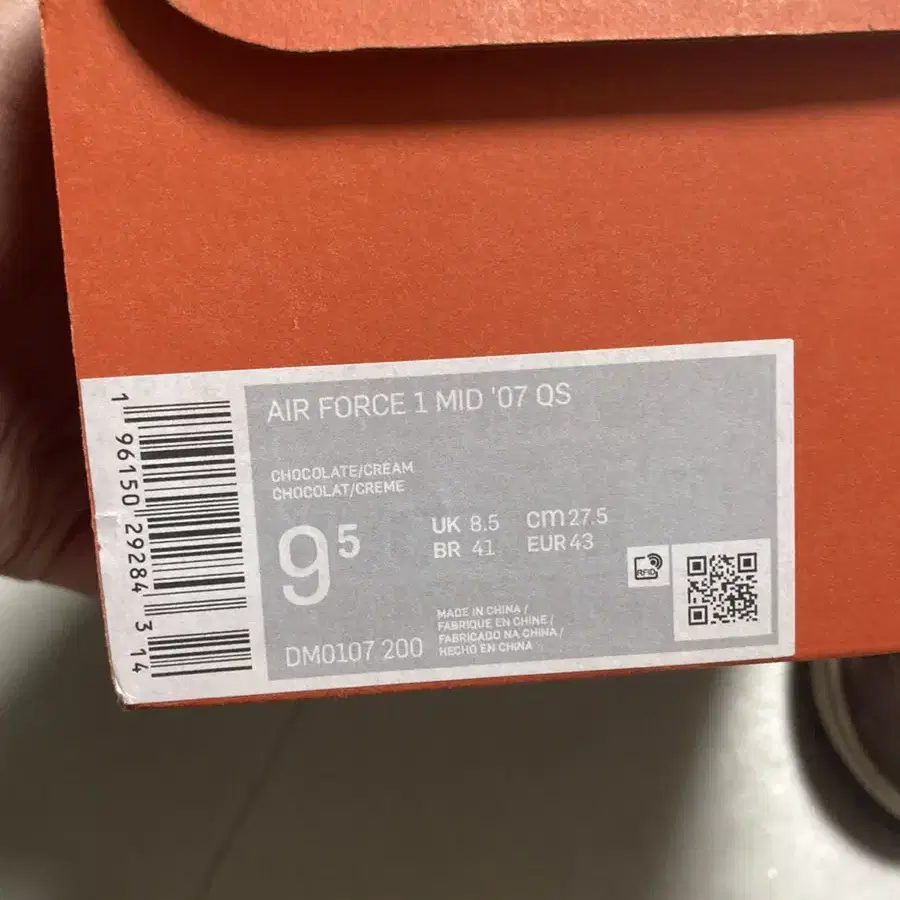 AIR FORCE 1 MID '07 QS
CHOCOLATE/CREAM
CHOCOLAT/CREME
9 5
UK 8.5 cm 27.5
BR 41 EUR 43
RFID
MADE IN CHINA /
FABRIQUE EN CHINE /
FABRICADO NA CHINA /
HECHO EN CHINA
DM0107 200
1 96150 29284 3 14